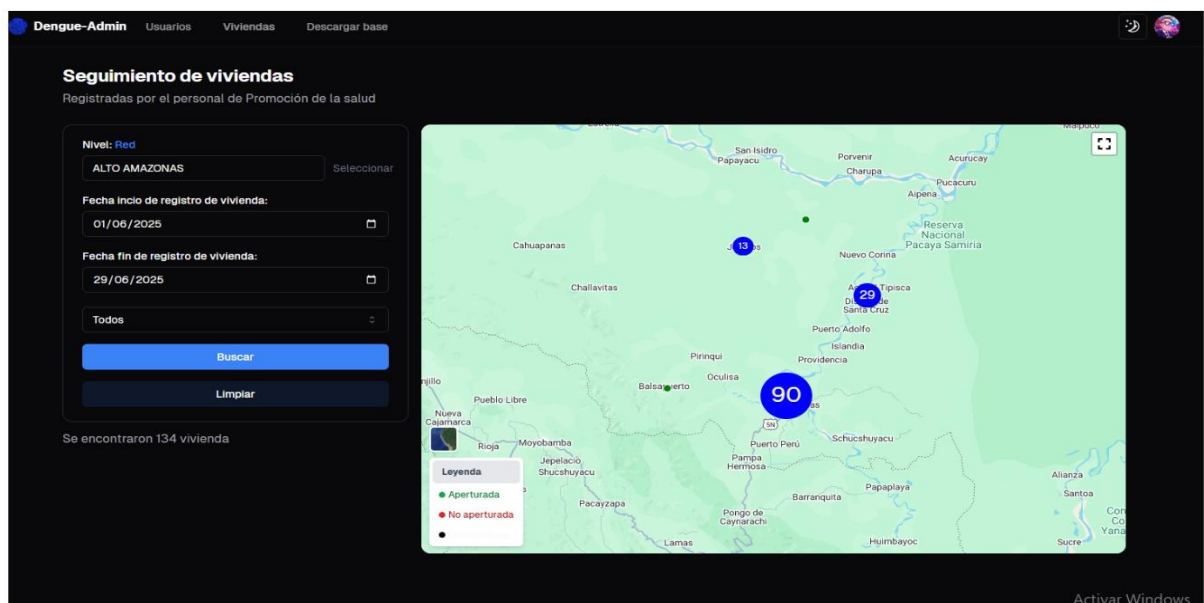 Dengue-Admin Usuarios Viviendas Descargar base
Seguimiento de viviendas
Registradas por el personal de Promoción de la salud
Nivel: Red
ALTO AMAZONAS Seleccionar
Fecha incio de registro de vivienda:
01/06/2025
Fecha fin de registro de vivienda:
29/06/2025
Todos
Buscar
Limpiar
Se encontraron 134 vivienda
San Isidro
Papayacu
Porvenir
Charupa
Acurucay
Pucacuru
Aipena
Reserva
Nacional
Pacaya Samiria
Cahuapanas
13
Nuevo Corina
Challavitas
29
Tipisca
Santa Cruz
Puerto Adolfo
Islandia
Providencia
Pirinqui
Oculisa
90
Pueblo Libre
Nueva
Cajamarca
Rioja
Moyobamba
5N
Puerto Perú
Schucshuyacu
Jepelacio
Shucshuyacu
Pampa
Hermosa
Papaplaya
Barranquita
Alianza
Santoa
Pacayzapa
Pongo de
Caynarachi
Lamas
Huimbayoc
Sucre
Leyenda
Aperturada
No aperturada
Activar Windows